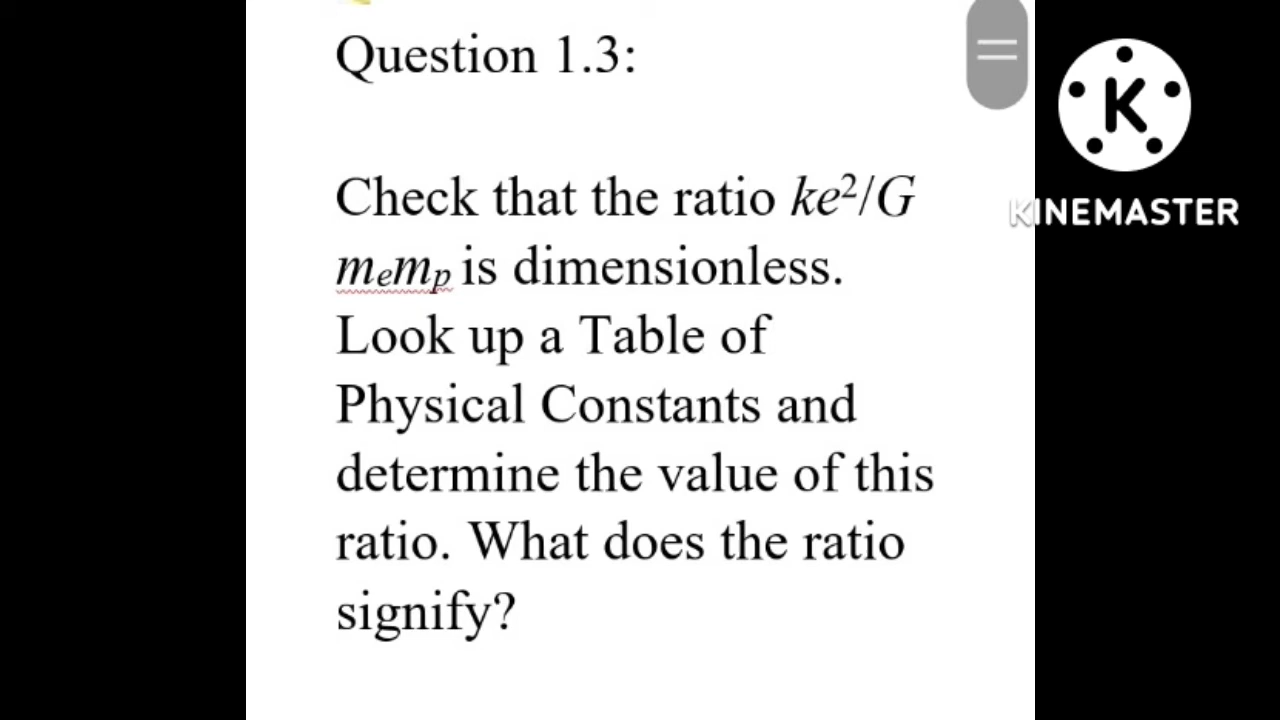 Question 1.3:
Check that the ratio ke²/G
mₑmₚ is dimensionless.
Look up a Table of
Physical Constants and
determine the value of this
ratio. What does the ratio
signify?
K
KINEMASTER